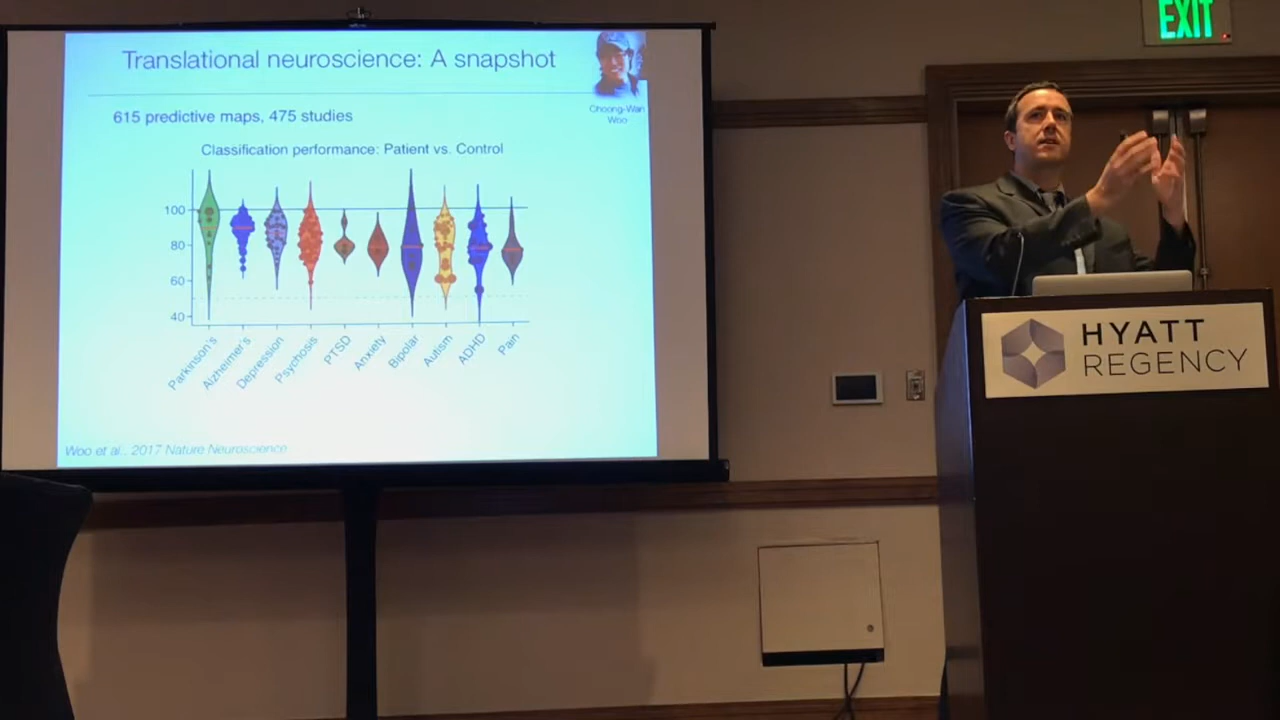 EXIT
Translational neuroscience: A snapshot
Choong-Wan
Woo
615 predictive maps, 475 studies
Classification performance: Patient vs. Control
100
80
60
40
Parkinson's
Alzheimer's
Depression
Psychosis
PTSD
Anxiety
Bipolar
Autism
ADHD
Pain
Woo et al., 2017 Nature Neuroscience
HYATT
REGENCY